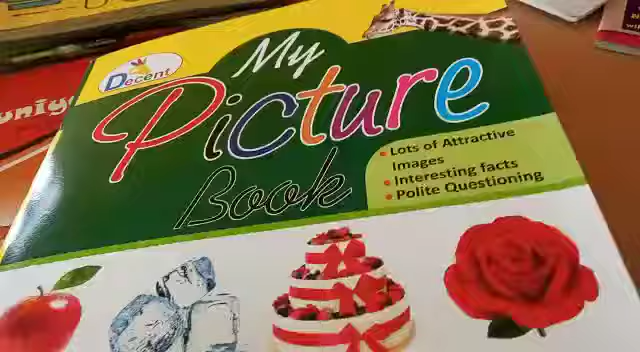 Decent
My
Picture
Book
• Lots of Attractive
Images
• Interesting facts
• Polite Questioning